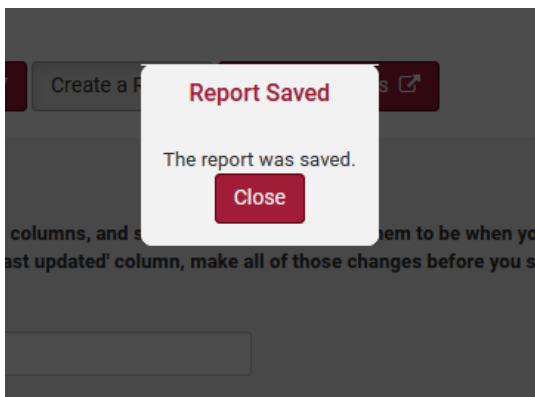 Create a
s
Report Saved
The report was saved.
Close
columns, and s
hem to be when yo
ast updated' column, make all of those changes before you s